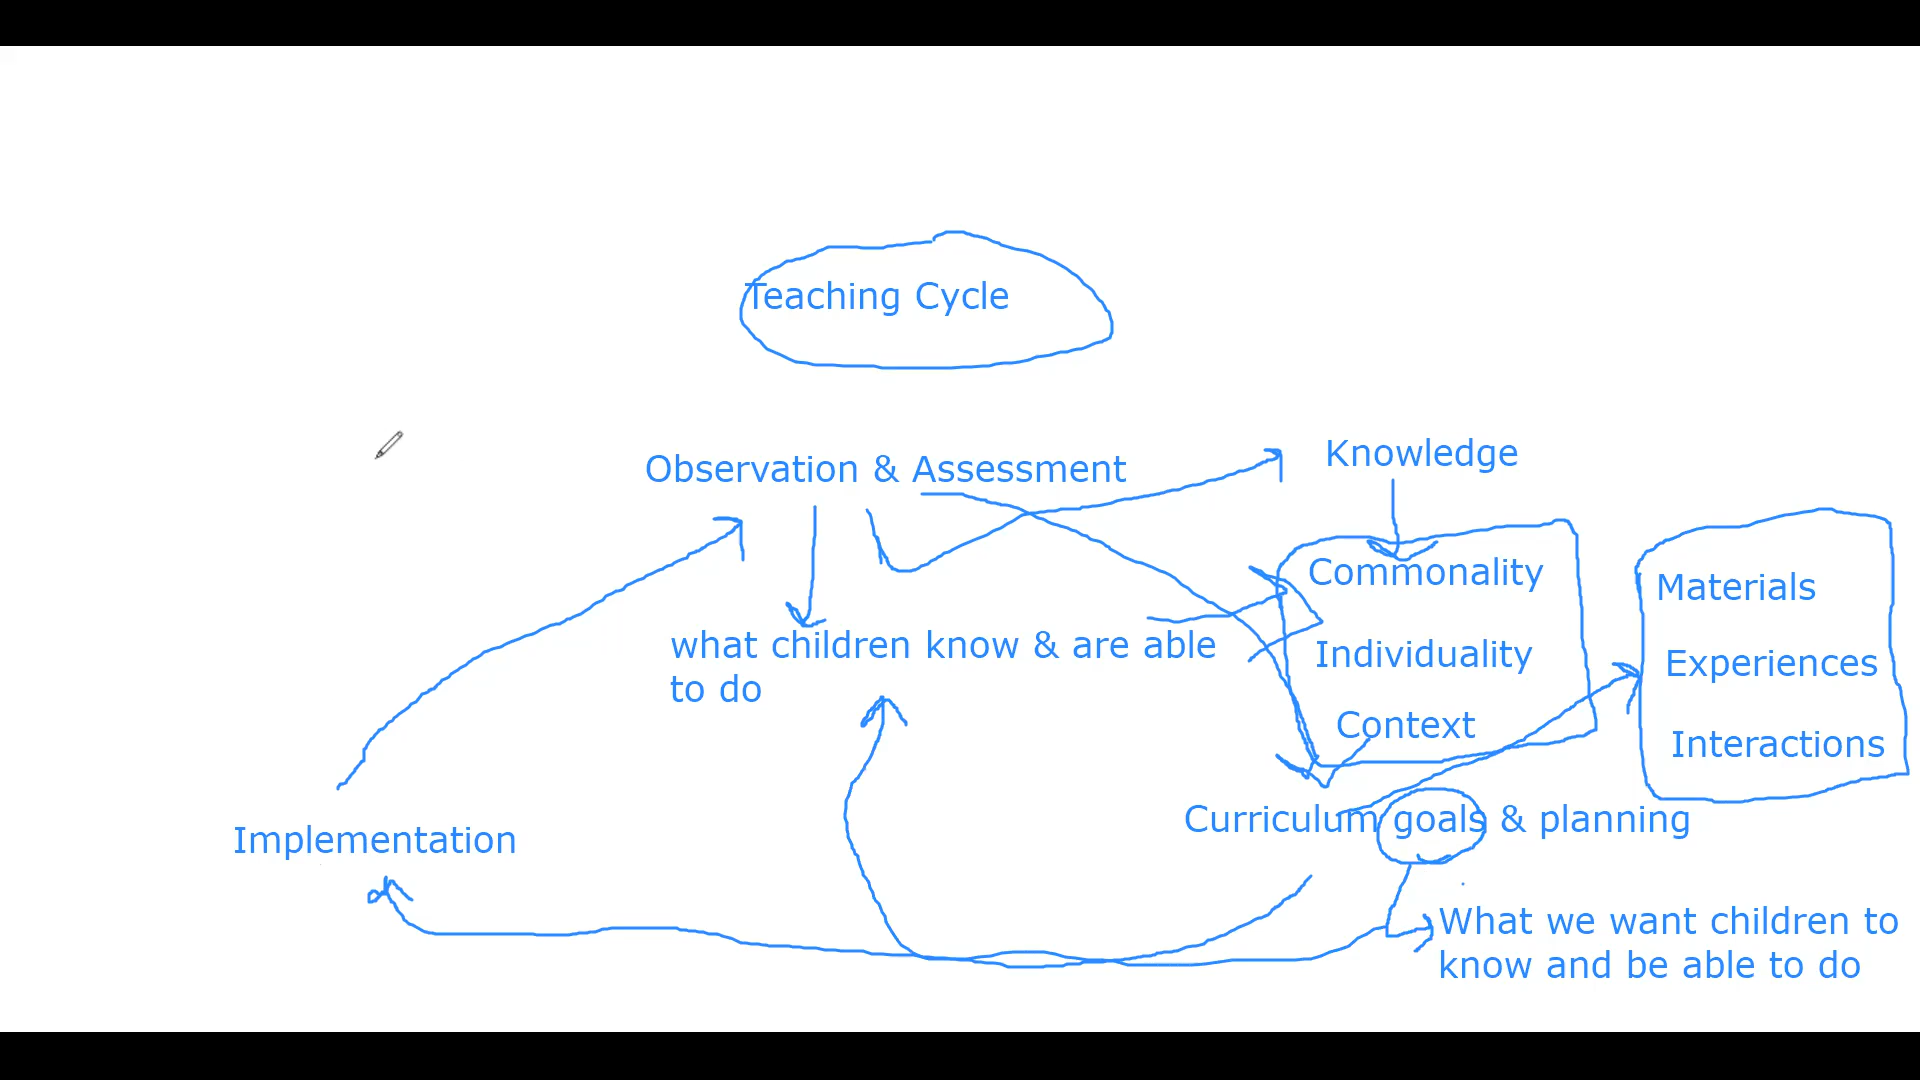 Teaching Cycle
Observation & Assessment
Knowledge
Commonality
Individuality
Context
Materials
Experiences
Interactions
what children know & are able
to do
Implementation
Curriculum goals & planning
What we want children to
know and be able to do